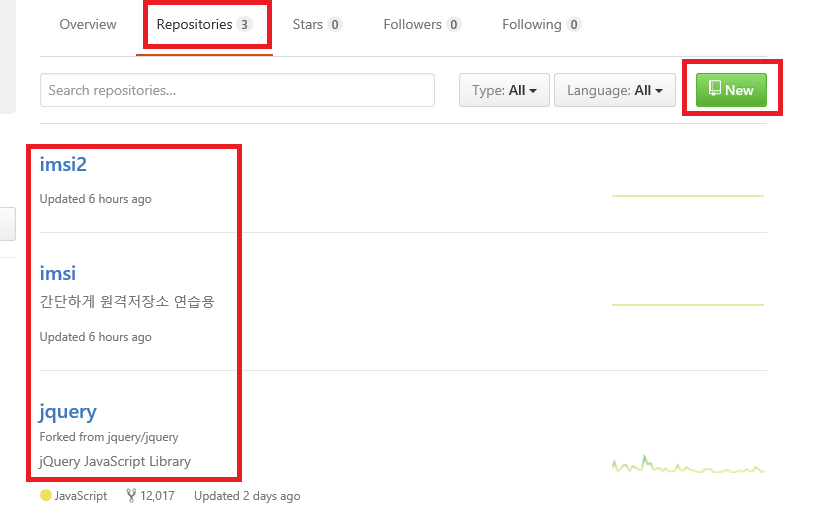 Overview Repositories 3 Stars 0 Followers 0 Following 0
Search repositories... Type: All Language: All New
imsi2
Updated 6 hours ago
imsi
간단하게 원격저장소 연습용
Updated 6 hours ago
jquery
Forked from jquery/jquery
jQuery JavaScript Library
JavaScript 12,017 Updated 2 days ago